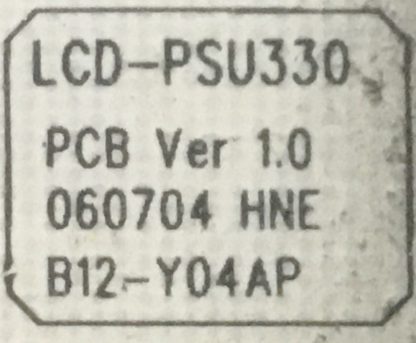 LCD-PSU330
PCB Ver 1.0
060704 HNE
B12-Y04AP